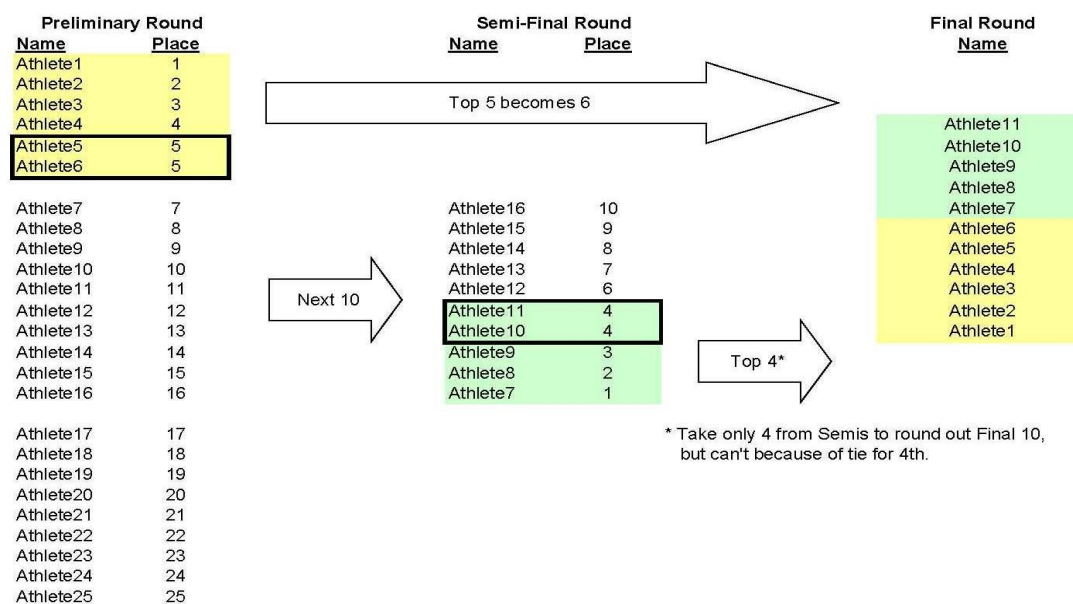 Preliminary Round
Name Place
Athlete1 1
Athlete2 2
Athlete3 3
Athlete4 4
Athlete5 5
Athlete6 5
Athlete7 7
Athlete8 8
Athlete9 9
Athlete10 10
Athlete11 11
Athlete12 12
Athlete13 13
Athlete14 14
Athlete15 15
Athlete16 16
Athlete17 17
Athlete18 18
Athlete19 19
Athlete20 20
Athlete21 21
Athlete22 22
Athlete23 23
Athlete24 24
Athlete25 25
Top 5 becomes 6
Next 10
Semi-Final Round
Name Place
Athlete16 10
Athlete15 9
Athlete14 8
Athlete13 7
Athlete12 6
Athlete11 4
Athlete10 4
Athlete9 3
Athlete8 2
Athlete7 1
Top 4*
* Take only 4 from Semis to round out Final 10,
but can't because of tie for 4th.
Final Round
Name
Athlete11
Athlete10
Athlete9
Athlete8
Athlete7
Athlete6
Athlete5
Athlete4
Athlete3
Athlete2
Athlete1